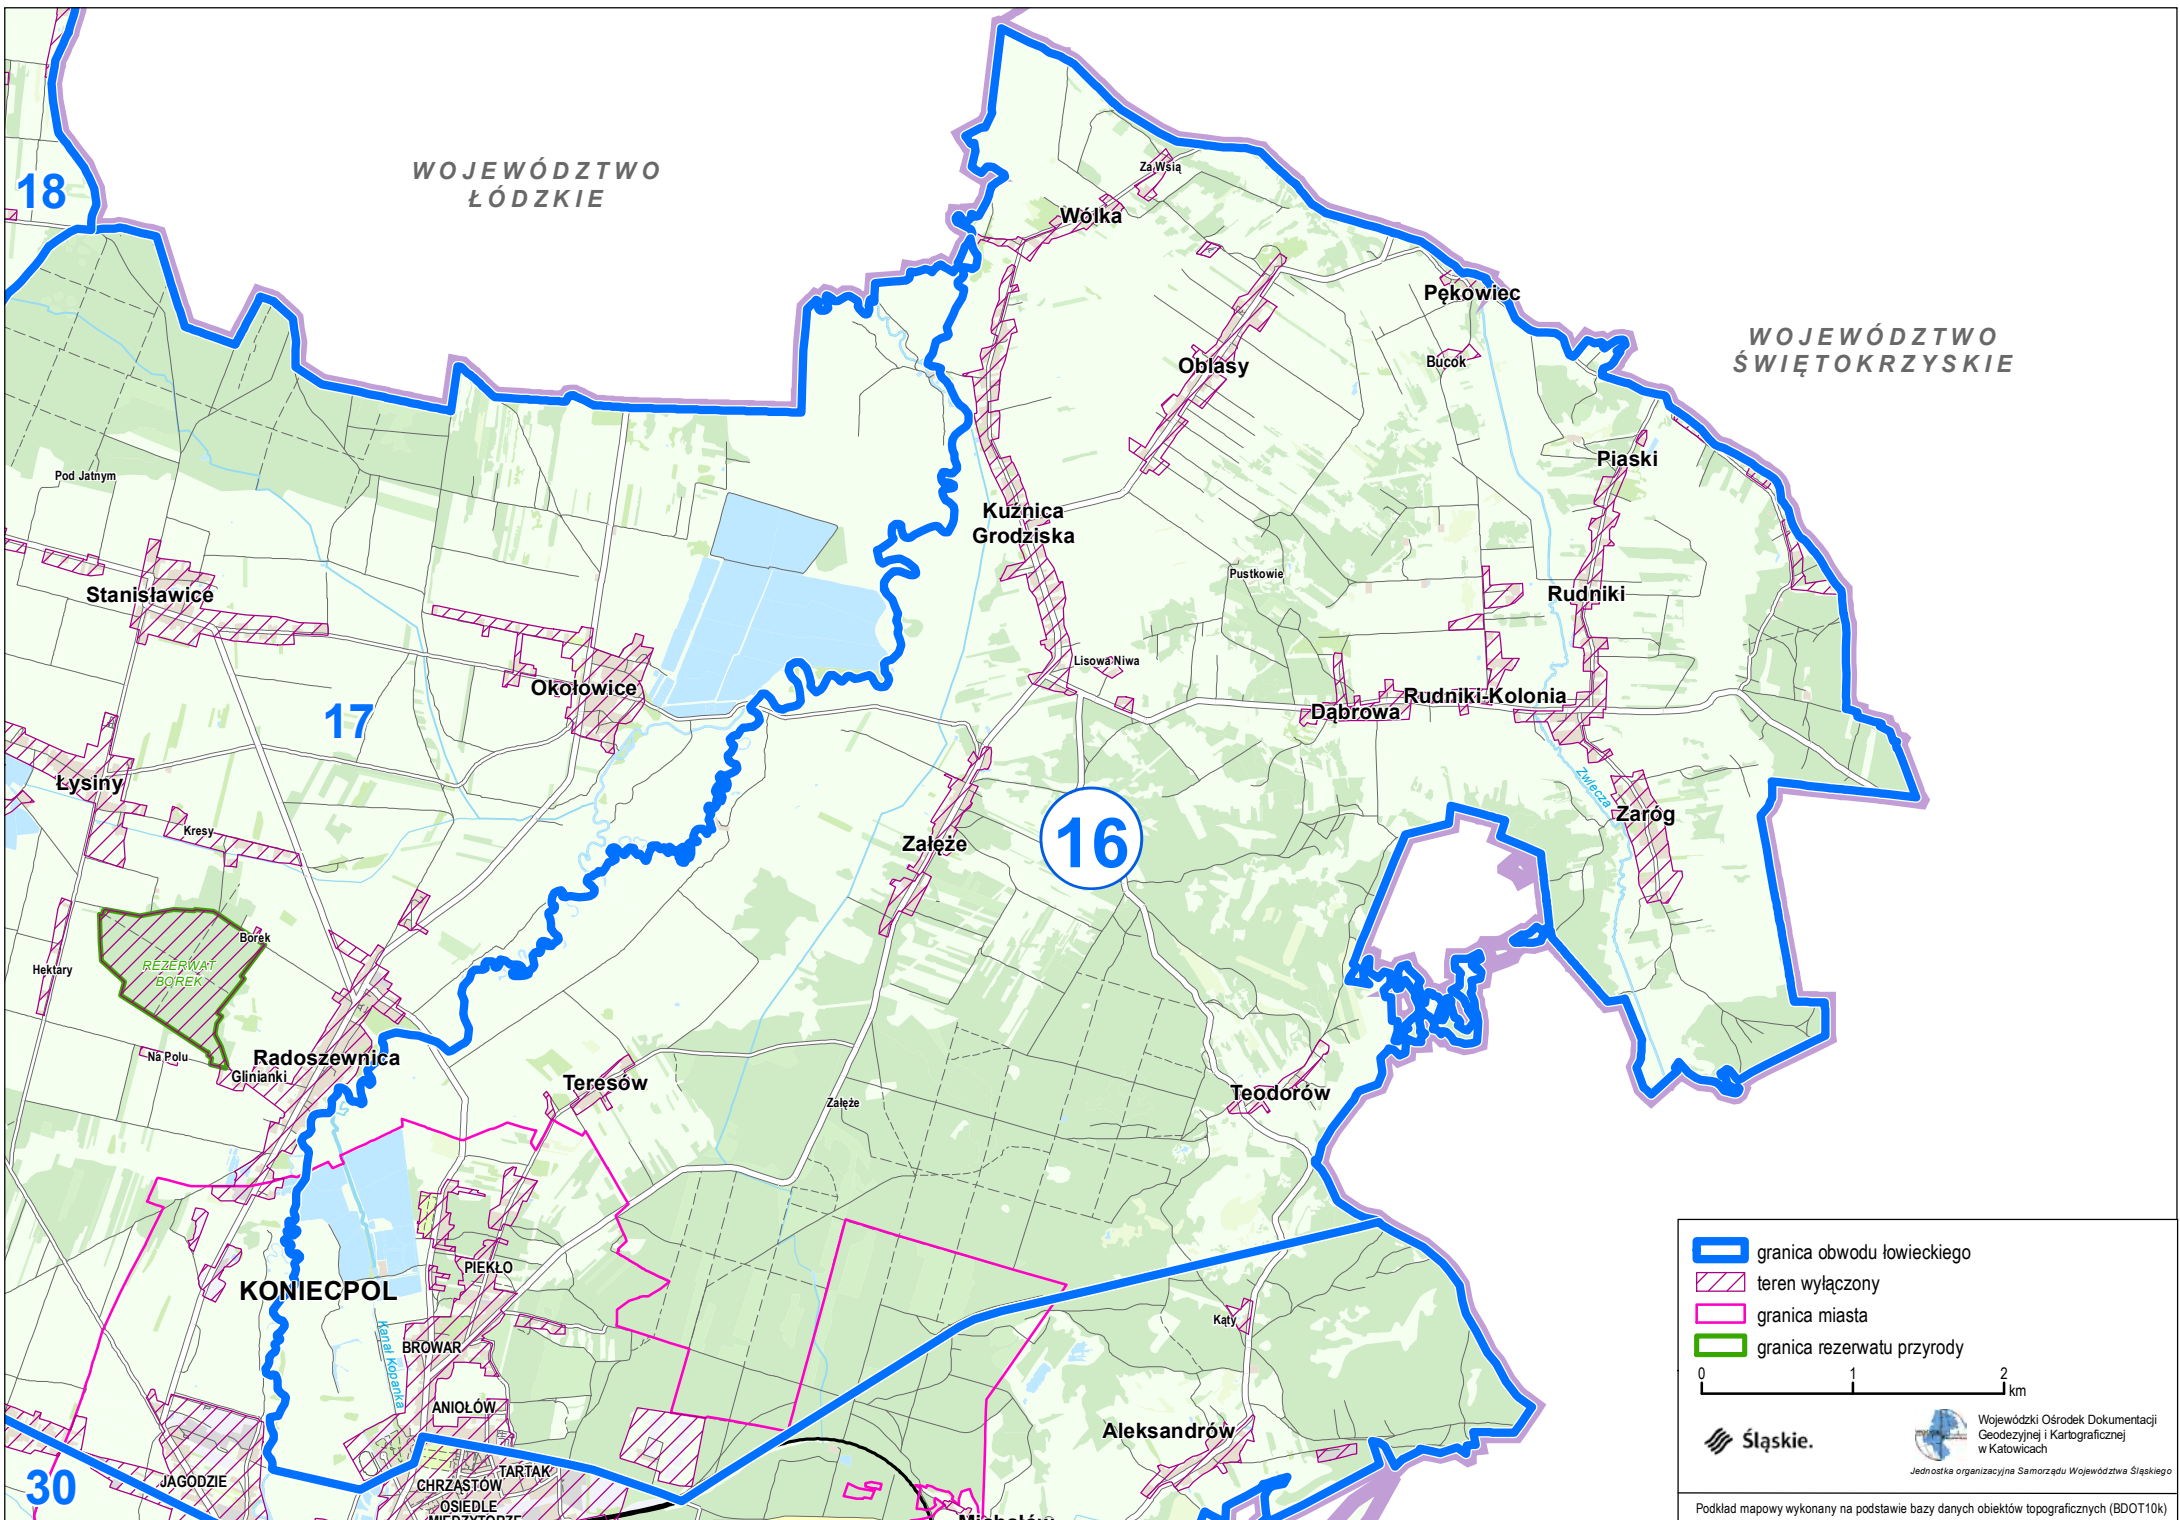 WOJEWÓDZTWO
ŁÓDZKIE
18
Za Wsią
Wólka
Pękowiec
WOJEWÓDZTWO
ŚWIĘTOKRZYSKIE
Oblasy
Bucok
Piaski
Pod Jatnym
Kuźnica
Grodziska
Pustkowie
Stanisławice
Rudniki
Lisowa Niwa
Okołowice
Rudniki-Kolonia
Dąbrowa
17
Łysiny
Zwlecza
Zaróg
Kresy
Załęże
16
Borek
REZERWAT
BOREK
Hektary
Na Polu
Radoszewnica
Glinianki
Teresów
Teodorów
Załęże
PIEKŁO
KONIECPOL
Kąty
BROWAR
Kanał Kopanka
ANIOŁÓW
Aleksandrów
JAGODZIE
TARTAK
CHRZĄSTÓW
30
OSIEDLE
MIĘDZYTORZE
Michałów
granica obwodu łowieckiego
teren wyłączony
granica miasta
granica rezerwatu przyrody
0 1 2
km
Śląskie.
Wojewódzki Ośrodek Dokumentacji
Geodezyjnej i Kartograficznej
w Katowicach
Jednostka organizacyjna Samorządu Województwa Śląskiego
Podkład mapowy wykonany na podstawie bazy danych obiektów topograficznych (BDOT10k)